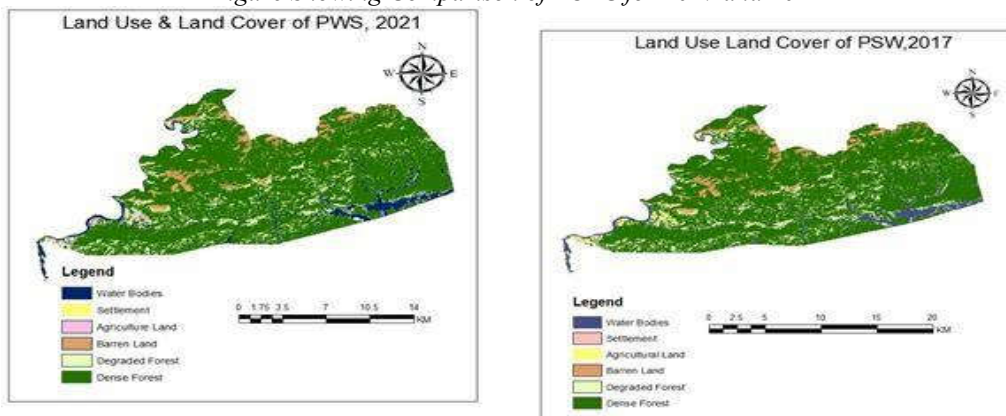 Land Use & Land Cover of PWS, 2021
N
W
E
S
Legend
Water Bodies
Settlement
Agriculture Land
Barren Land
Degraded Forest
Dense Forest
0 1.75 3.5 7 10.5 14
KM
Land Use Land Cover of PSW,2017
N
W
E
S
Legend
Water Bodies
Settlement
Agricultural Land
Barren Land
Degraded Forest
Dense Forest
0 2.5 5 10 15 20
KM